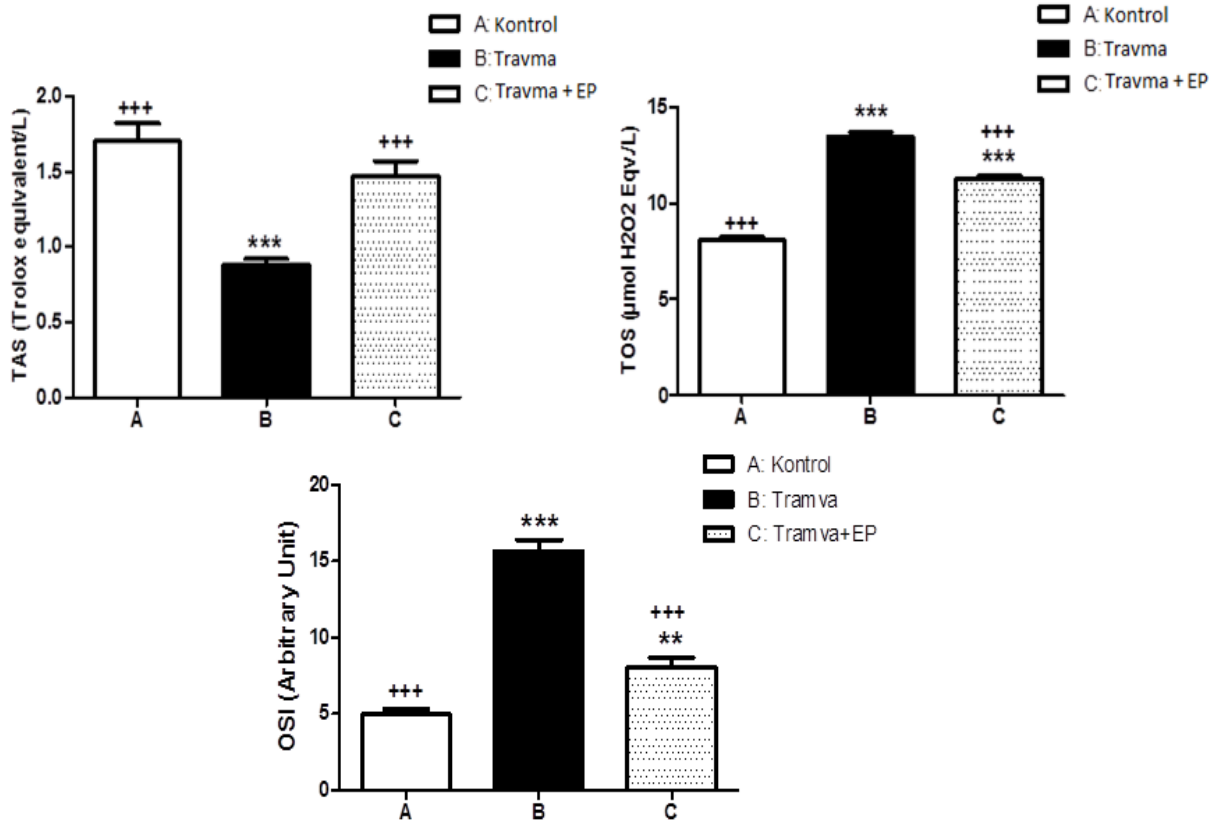 A: Kontrol
B: Travma
C: Travma + EP
TAS (Trolox equivalent/L)
2.0
1.5
1.0
0.5
0.0
+++
***
+++
A
B
C
A: Kontrol
B: Travma
C: Travma + EP
TOS (µmol H2O2 Eqv./L)
15
10
5
0
+++
***
+++
***
A
B
C
A: Kontrol
B: Tramva
C: Tramva+EP
OSI (Arbitrary Unit)
20
15
10
5
0
+++
***
+++
**
A
B
C